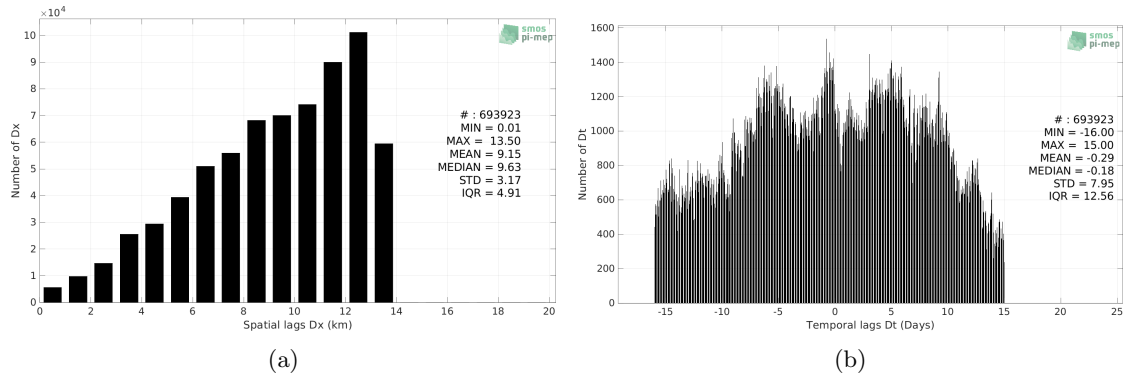 ×10⁴
10
9
8
7
6
5
4
3
2
1
0
Number of Dx
smos
pi-mep
# : 693923
MIN = 0.01
MAX = 13.50
MEAN = 9.15
MEDIAN = 9.63
STD = 3.17
IQR = 4.91
0 2 4 6 8 10 12 14 16 18 20
Spatial lags Dx (km)
(a)
1600
1400
1200
1000
800
600
400
200
0
Number of Dt
smos
pi-mep
# : 693923
MIN = -16.00
MAX = 15.00
MEAN = -0.29
MEDIAN = -0.18
STD = 7.95
IQR = 12.56
-15 -10 -5 0 5 10 15 20 25
Temporal lags Dt (Days)
(b)